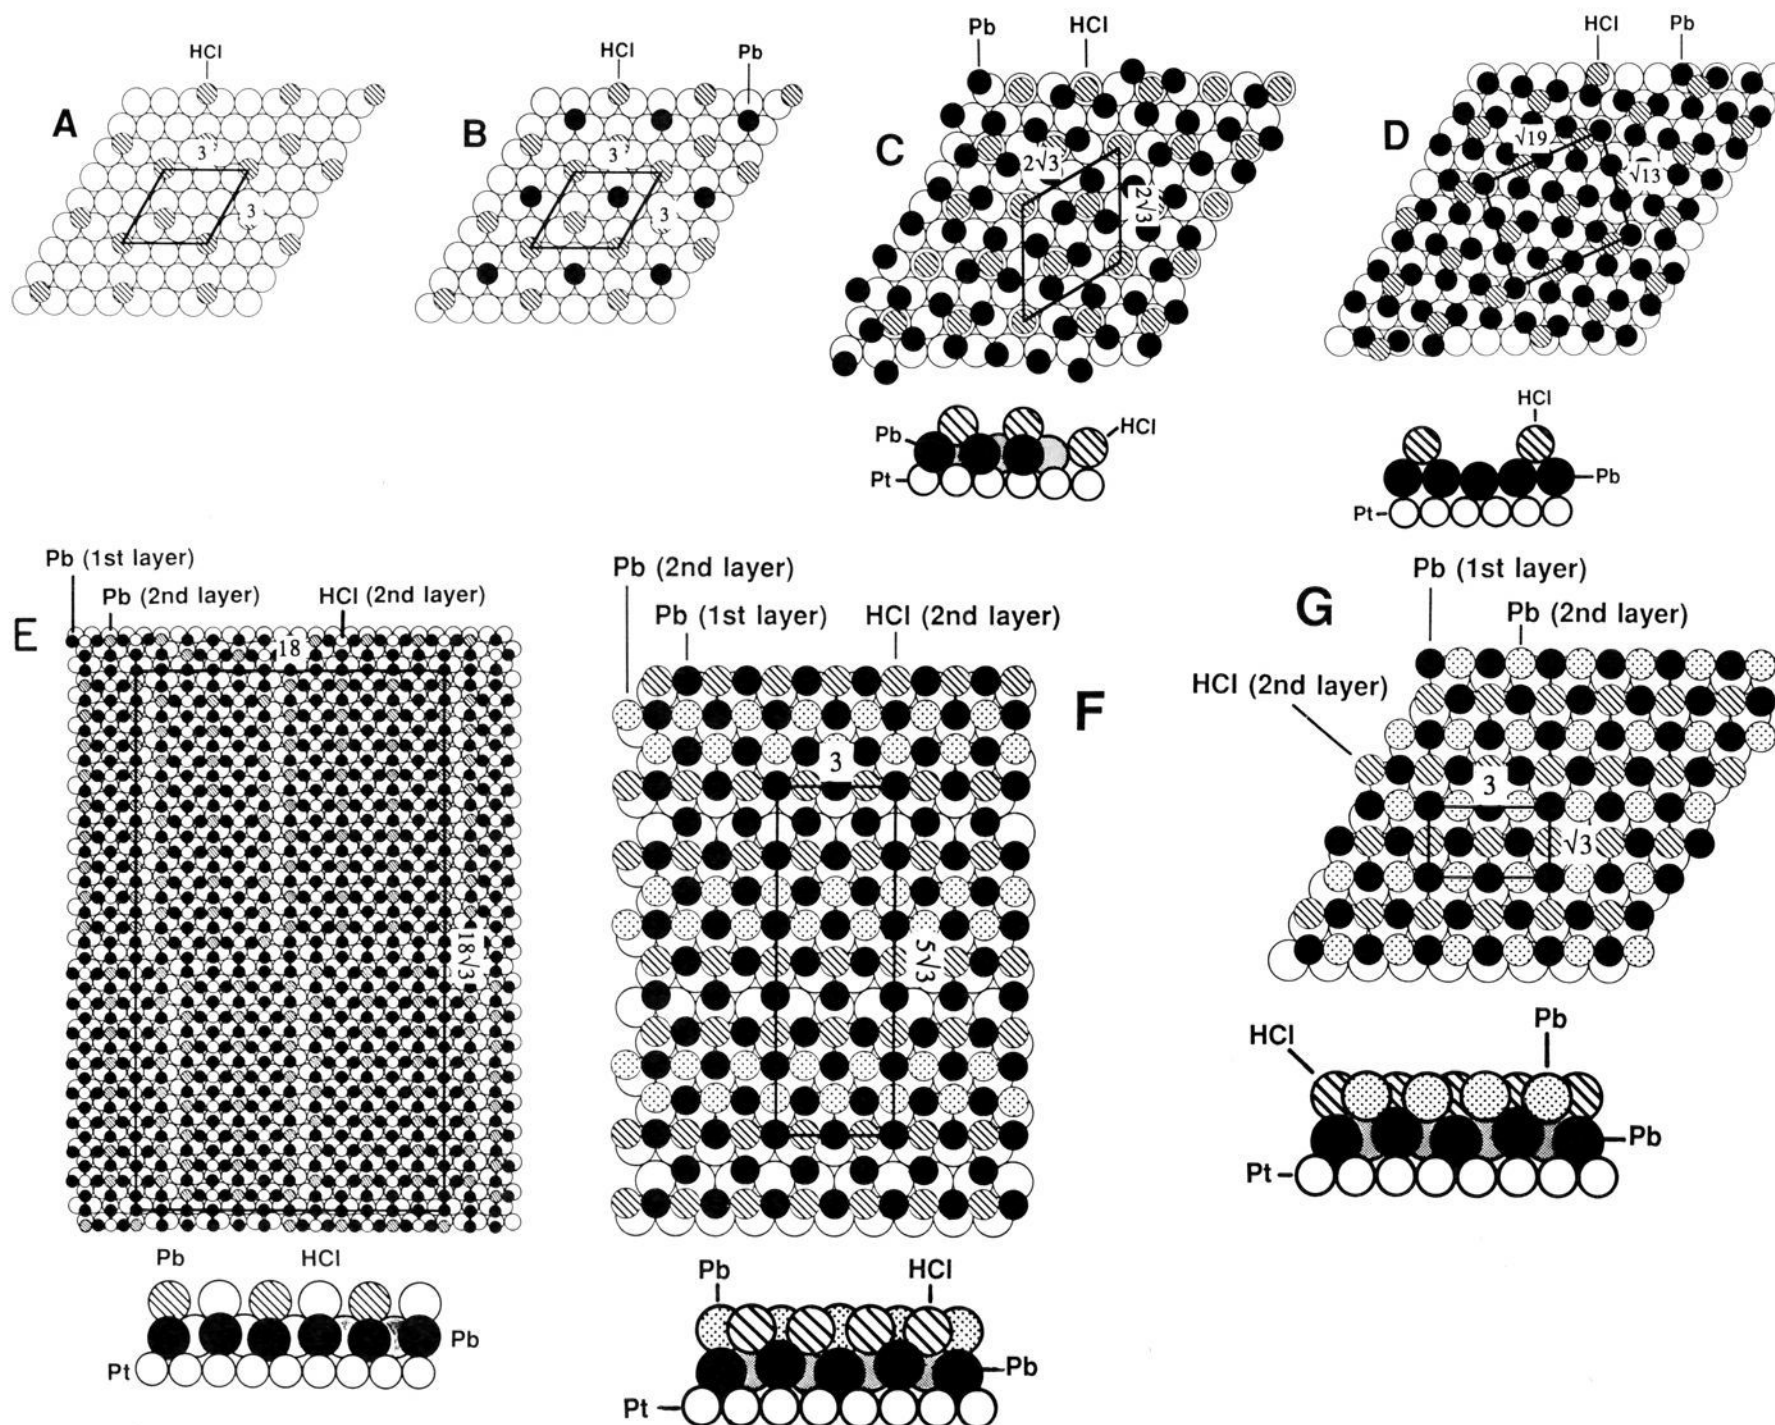 A
HCl
3
3
B
HCl
Pb
3
3
C
Pb
HCl
2√3
2√3
Pb
HCl
Pt
D
HCl
Pb
√19
√13
HCl
Pb
Pt
E
Pb (1st layer)
Pb (2nd layer)
HCl (2nd layer)
18
18√3
Pb
HCl
Pb
Pt
F
Pb (2nd layer)
Pb (1st layer)
HCl (2nd layer)
3
5√3
Pb
HCl
Pb
Pt
G
Pb (1st layer)
Pb (2nd layer)
HCl (2nd layer)
3
√3
HCl
Pb
Pb
Pt